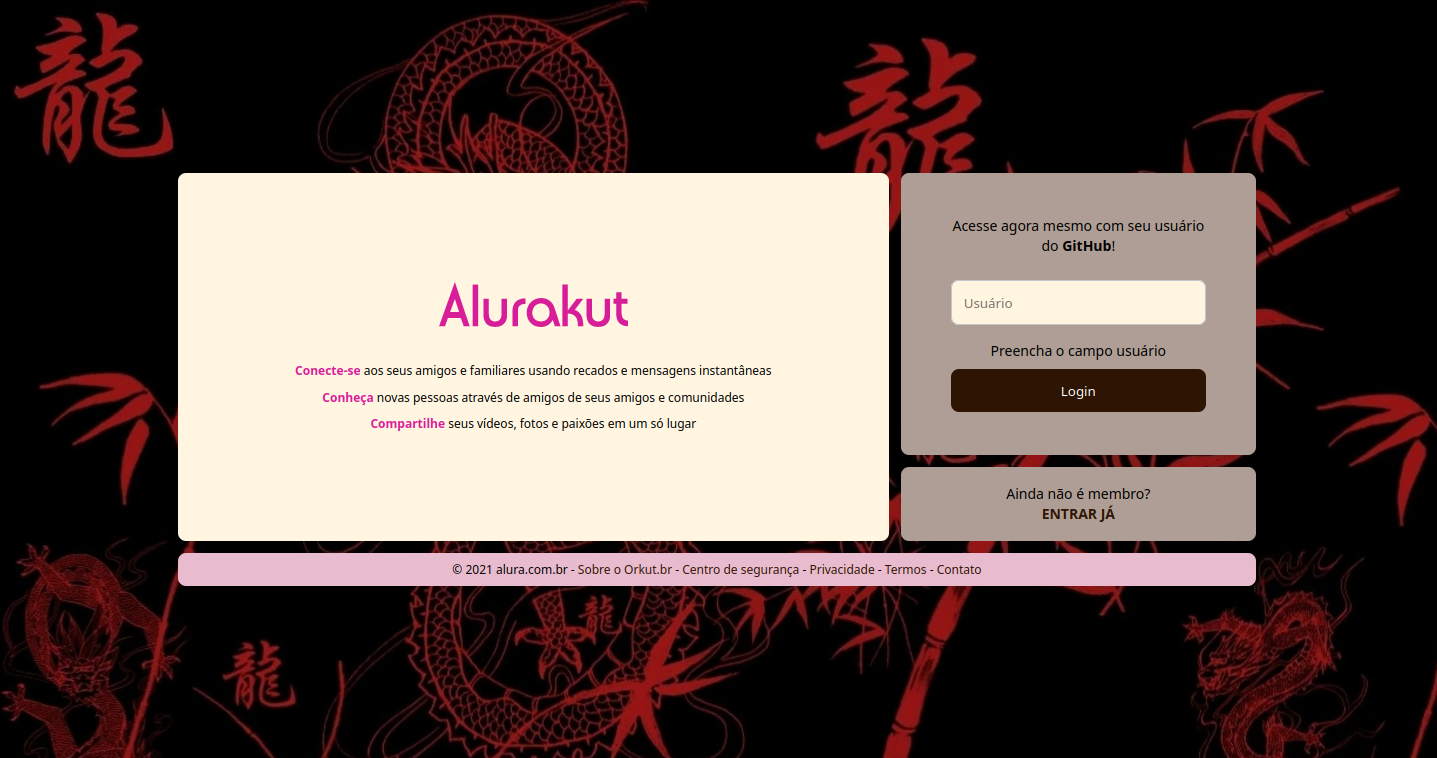 龍
龍
Alurakut
Conecte-se aos seus amigos e familiares usando recados e mensagens instantâneas
Conheça novas pessoas através de amigos de seus amigos e comunidades
Compartilhe seus vídeos, fotos e paixões em um só lugar
Acesse agora mesmo com seu usuário
do GitHub!
Usuário
Preencha o campo usuário
Login
Ainda não é membro?
ENTRAR JÁ
© 2021 alura.com.br - Sobre o Orkut.br - Centro de segurança - Privacidade - Termos - Contato
龍
龍